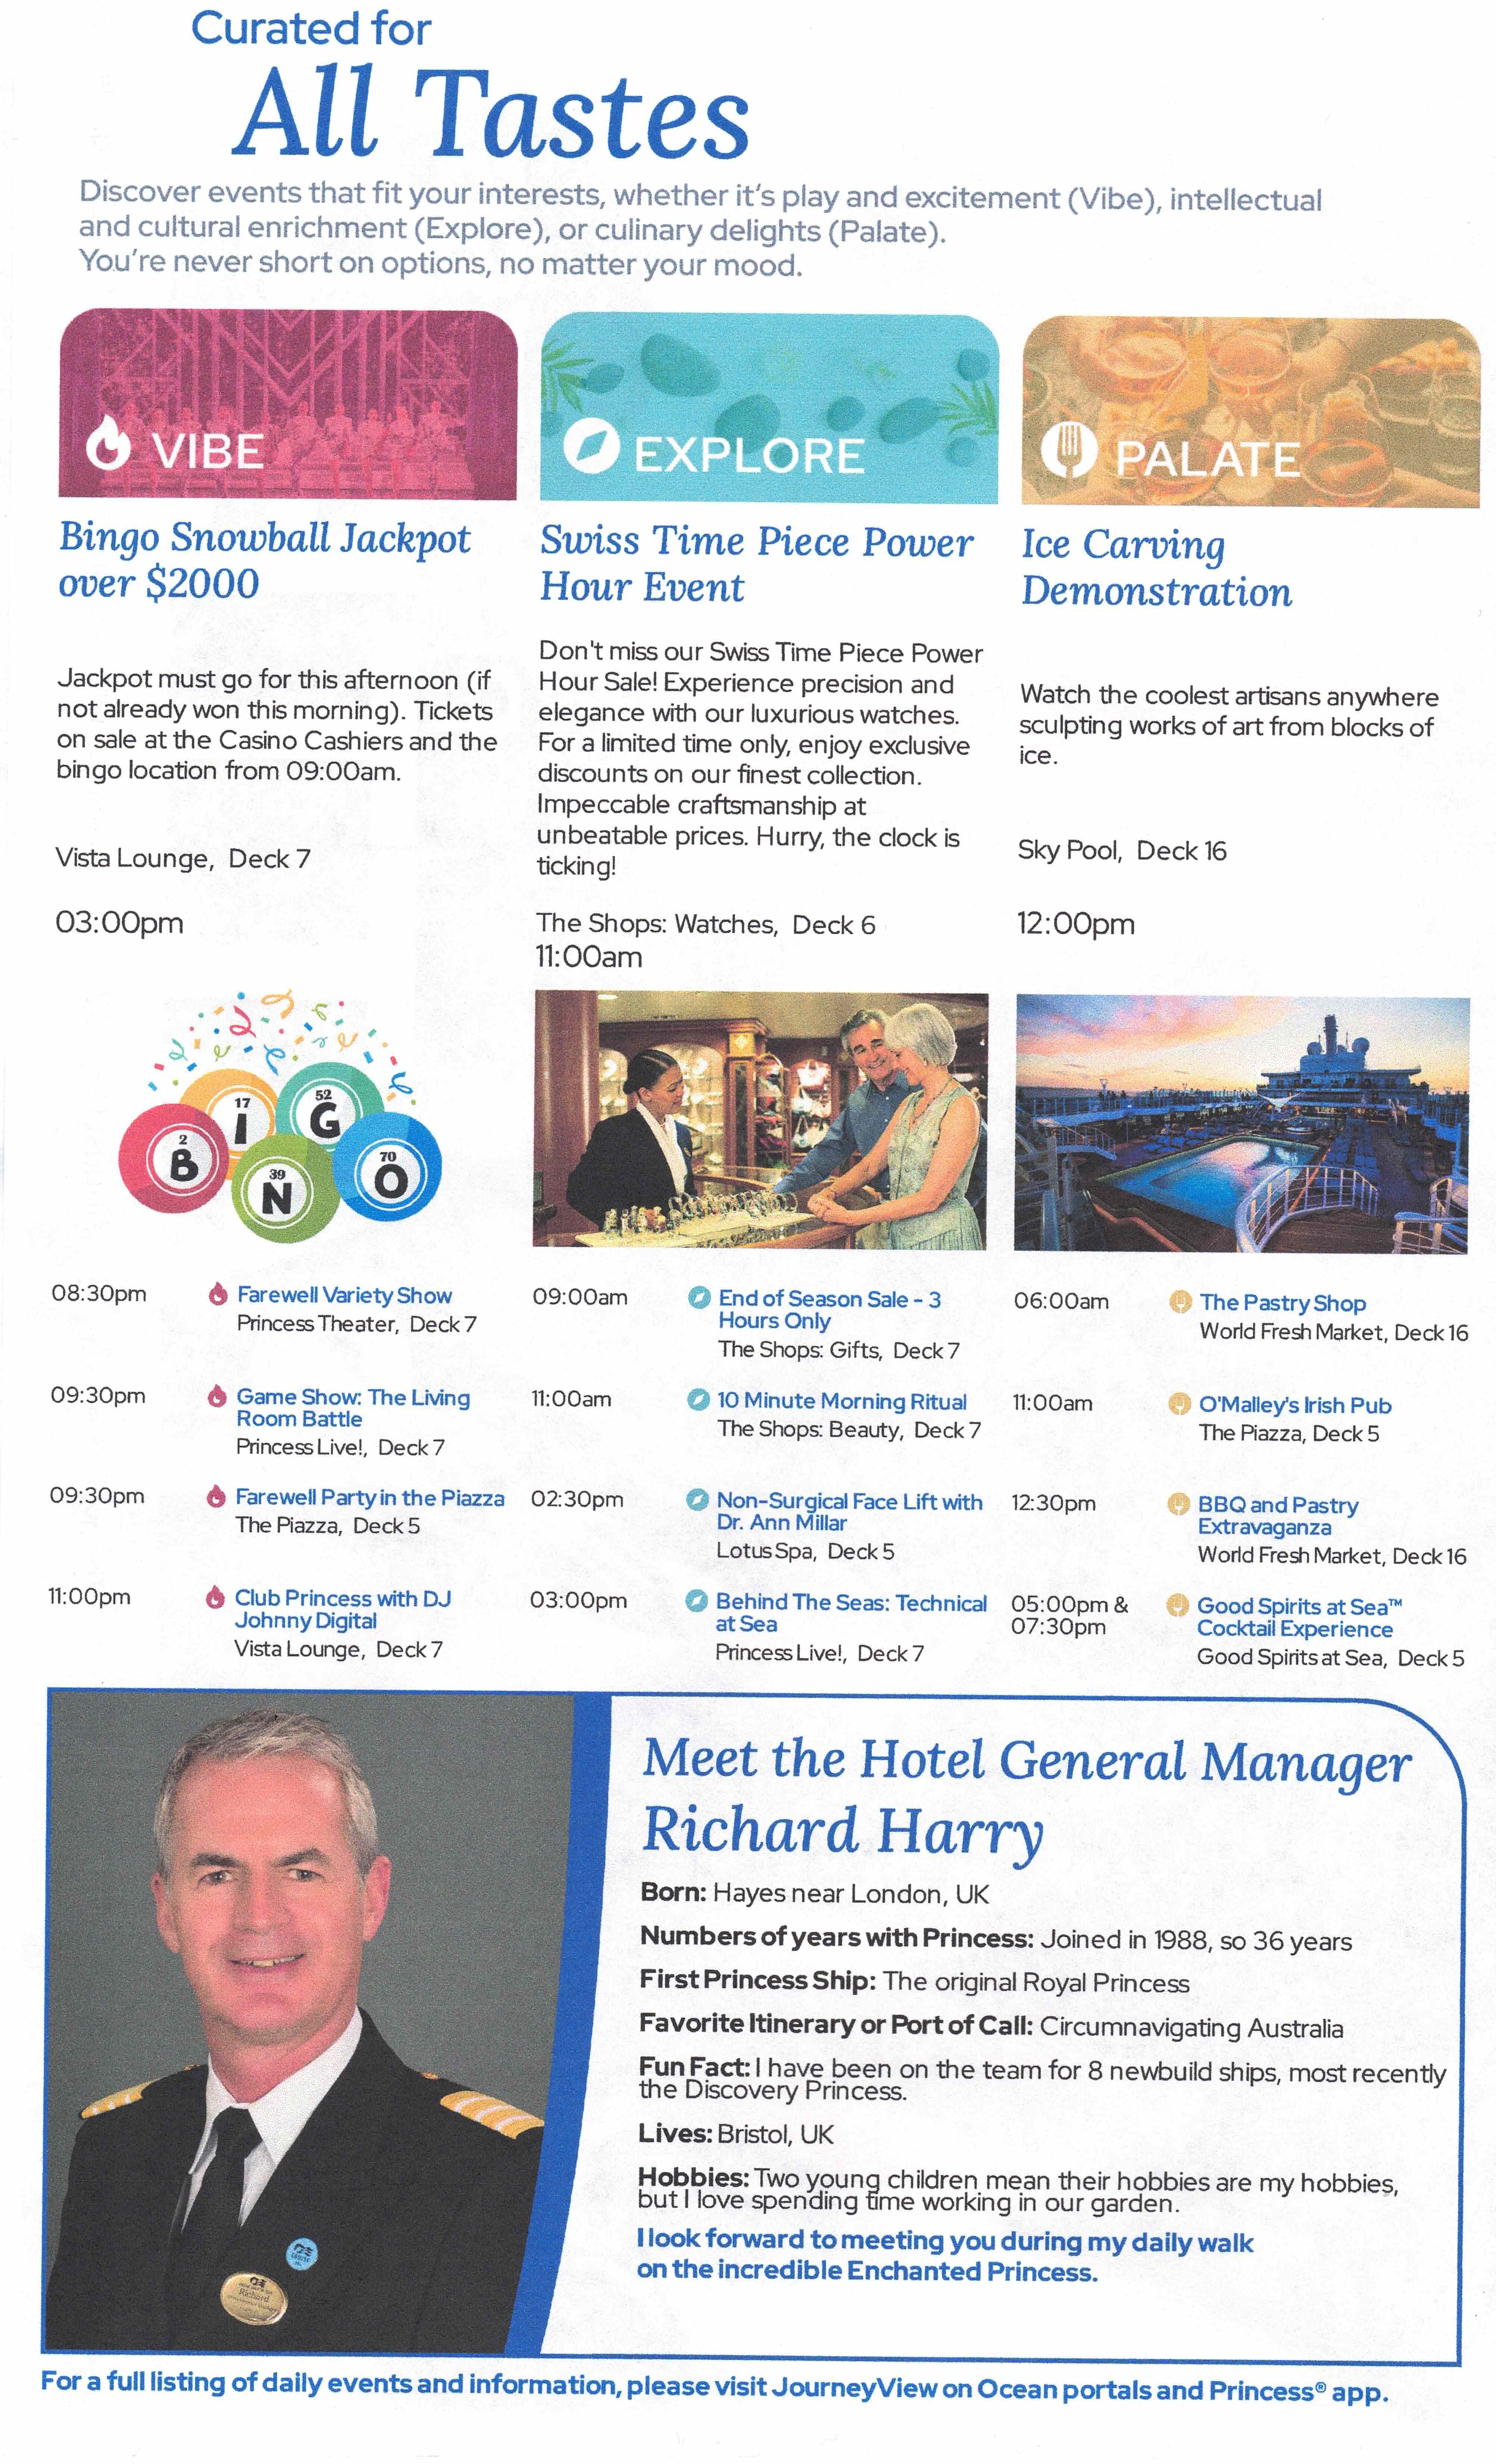 Curated for
All Tastes
Discover events that fit your interests, whether it's play and excitement (Vibe), intellectual
and cultural enrichment (Explore), or culinary delights (Palate).
You're never short on options, no matter your mood.
VIBE
Bingo Snowball Jackpot
over $2000
Jackpot must go for this afternoon (if
not already won this morning). Tickets
on sale at the Casino Cashiers and the
bingo location from 09:00am.
Vista Lounge, Deck 7
03:00pm
2
B
17
I
39
N
52
G
70
O
EXPLORE
Swiss Time Piece Power
Hour Event
Don't miss our Swiss Time Piece Power
Hour Sale! Experience precision and
elegance with our luxurious watches.
For a limited time only, enjoy exclusive
discounts on our finest collection.
Impeccable craftsmanship at
unbeatable prices. Hurry, the clock is
ticking!
The Shops: Watches, Deck 6
11:00am
PALATE
Ice Carving
Demonstration
Watch the coolest artisans anywhere
sculpting works of art from blocks of
ice.
Sky Pool, Deck 16
12:00pm
08:30pm
Farewell Variety Show
Princess Theater, Deck 7
09:30pm
Game Show: The Living
Room Battle
Princess Live!, Deck 7
09:30pm
Farewell Party in the Piazza
The Piazza, Deck 5
11:00pm
Club Princess with DJ
Johnny Digital
Vista Lounge, Deck 7
09:00am
End of Season Sale - 3
Hours Only
The Shops: Gifts, Deck 7
11:00am
10 Minute Morning Ritual
The Shops: Beauty, Deck 7
02:30pm
Non-Surgical Face Lift with
Dr. Ann Millar
Lotus Spa, Deck 5
03:00pm
Behind The Seas: Technical
at Sea
Princess Live!, Deck 7
06:00am
The Pastry Shop
World Fresh Market, Deck 16
11:00am
O'Malley's Irish Pub
The Piazza, Deck 5
12:30pm
BBQ and Pastry
Extravaganza
World Fresh Market, Deck 16
05:00pm &
07:30pm
Good Spirits at Sea™
Cocktail Experience
Good Spirits at Sea, Deck 5
Meet the Hotel General Manager
Richard Harry
Born: Hayes near London, UK
Numbers of years with Princess: Joined in 1988, so 36 years
First Princess Ship: The original Royal Princess
Favorite Itinerary or Port of Call: Circumnavigating Australia
Fun Fact: I have been on the team for 8 newbuild ships, most recently
the Discovery Princess.
Lives: Bristol, UK
Hobbies: Two young children mean their hobbies are my hobbies,
but I love spending time working in our garden.
I look forward to meeting you during my daily walk
on the incredible Enchanted Princess.
Richard
For a full listing of daily events and information, please visit JourneyView on Ocean portals and Princess® app.